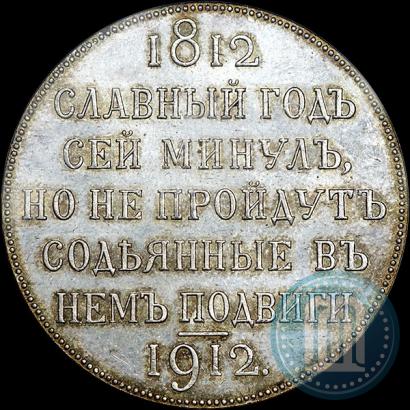 1812
СЛАВНЫЙ ГОДЪ
СЕЙ МИНУЛЪ,
НО НЕ ПРОЙДУТЪ
СОДѢЯННЫЕ ВЪ
НЕМЪ ПОДВИГИ
1912.